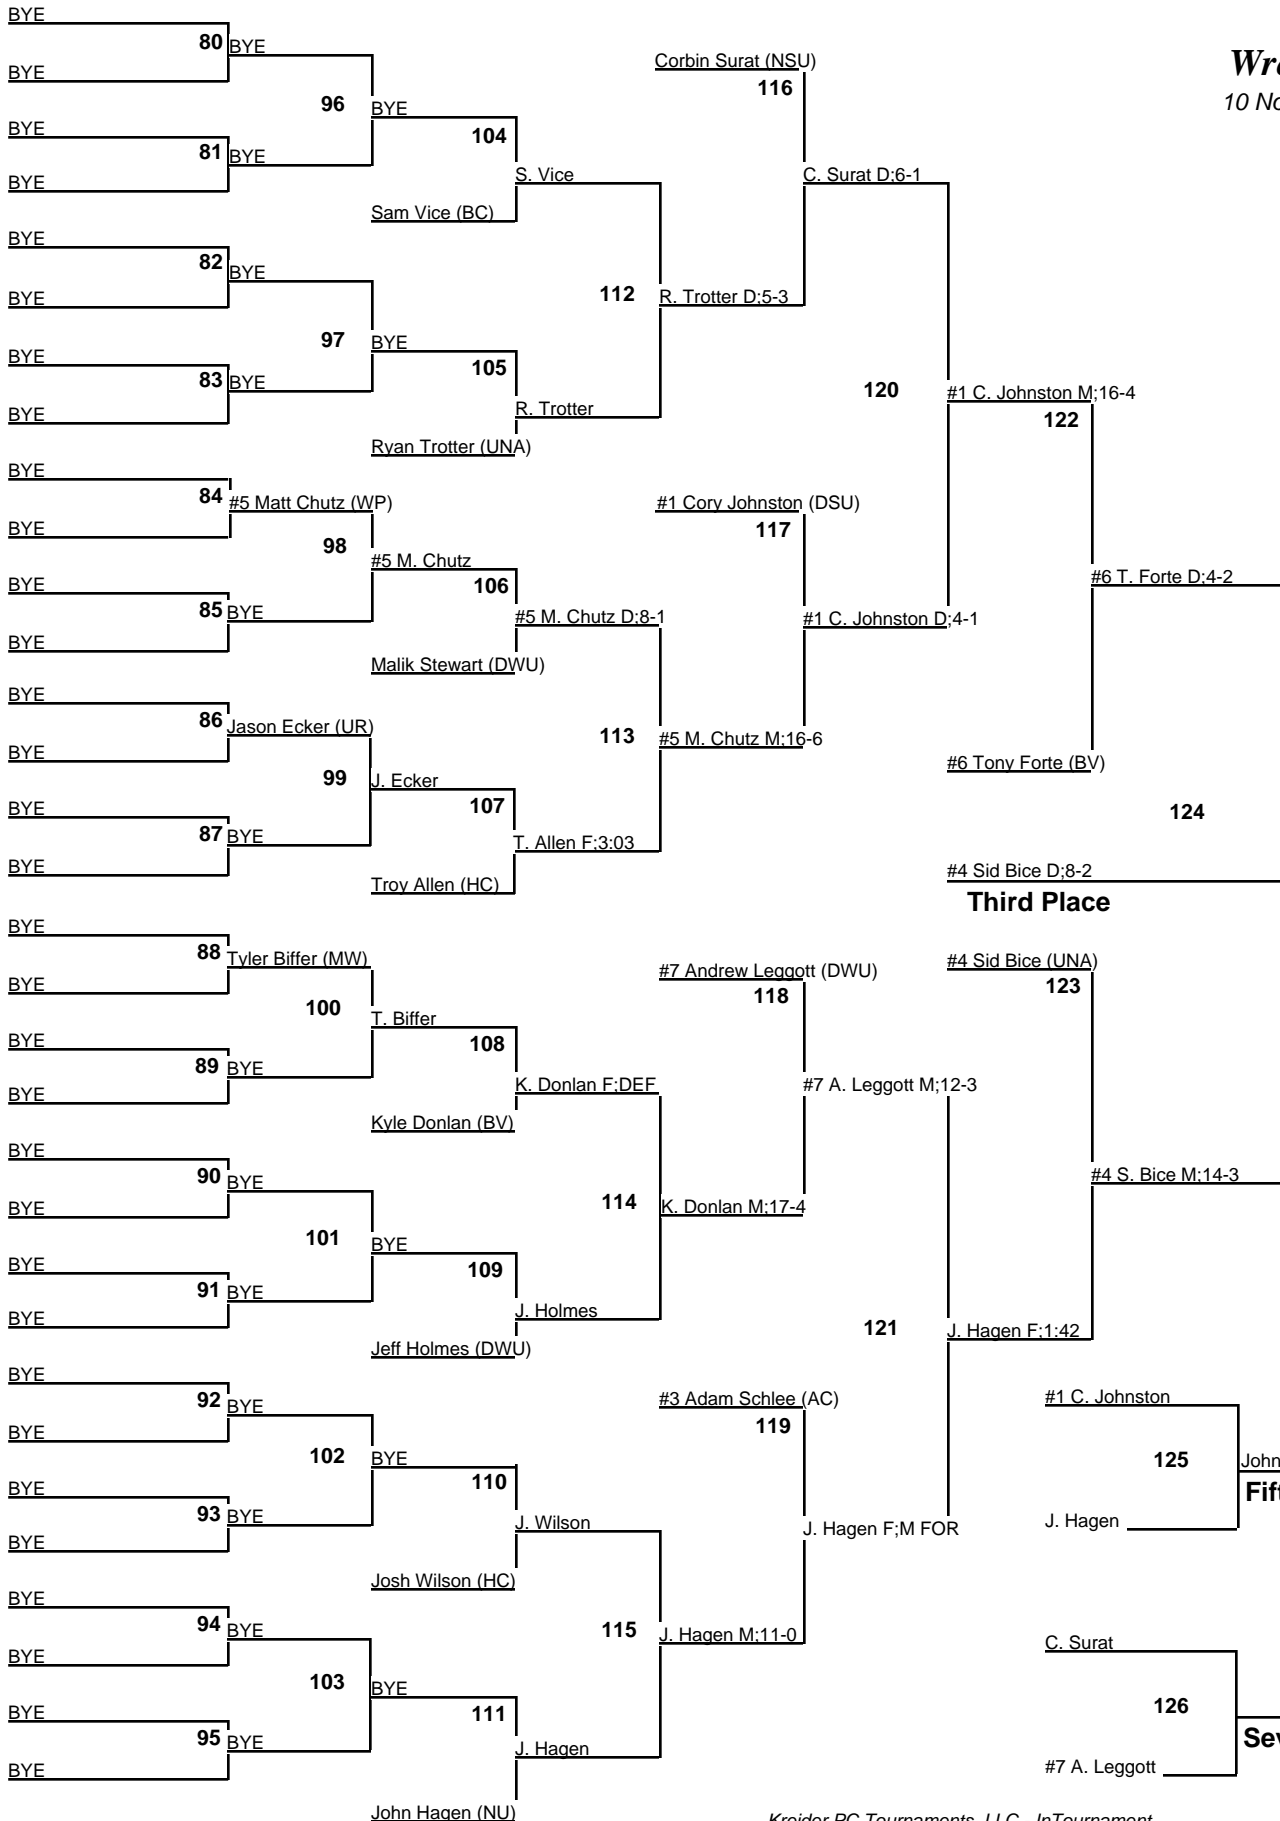 BYE
80 BYE
BYE
96 BYE
BYE
81 BYE
BYE
104
S. Vice
Sam Vice (BC)
BYE
82 BYE
BYE
97 BYE
BYE
83 BYE
BYE
105
R. Trotter
Ryan Trotter (UNA)
112 R. Trotter D;5-3
Corbin Surat (NSU)
116
C. Surat D;6-1
BYE
84 #5 Matt Chutz (WP)
BYE
98
#5 M. Chutz
BYE
85 BYE
BYE
106
#5 M. Chutz D;8-1
Malik Stewart (DWU)
BYE
86 Jason Ecker (UR)
BYE
99 J. Ecker
BYE
87 BYE
BYE
107
T. Allen F;3:03
Troy Allen (HC)
113 #5 M. Chutz M;16-6
#1 Cory Johnston (DSU)
117
#1 C. Johnston D;4-1
120 #1 C. Johnston M;16-4
122
#6 T. Forte D;4-2
#6 Tony Forte (BV)
124
#4 Sid Bice D;8-2
Third Place
BYE
88 Tyler Biffer (MW)
BYE
100
T. Biffer
BYE
89 BYE
BYE
108
K. Donlan F;DEF
Kyle Donlan (BV)
BYE
90 BYE
BYE
101 BYE
BYE
91 BYE
BYE
109
J. Holmes
Jeff Holmes (DWU)
114 K. Donlan M;17-4
#7 Andrew Leggott (DWU)
118
#7 A. Leggott M;12-3
#4 Sid Bice (UNA)
123
#4 S. Bice M;14-3
121 J. Hagen F;1:42
BYE
92 BYE
BYE
102 BYE
BYE
93 BYE
BYE
110
J. Wilson
Josh Wilson (HC)
BYE
94 BYE
BYE
103 BYE
BYE
95 BYE
BYE
111
J. Hagen
John Hagen (NU)
115 J. Hagen M;11-0
#3 Adam Schlee (AC)
119
J. Hagen F;M FOR
#1 C. Johnston
125 John
J. Hagen
C. Surat
126
#7 A. Leggott
10
Kreider PC Tournaments, LLC - InTournament